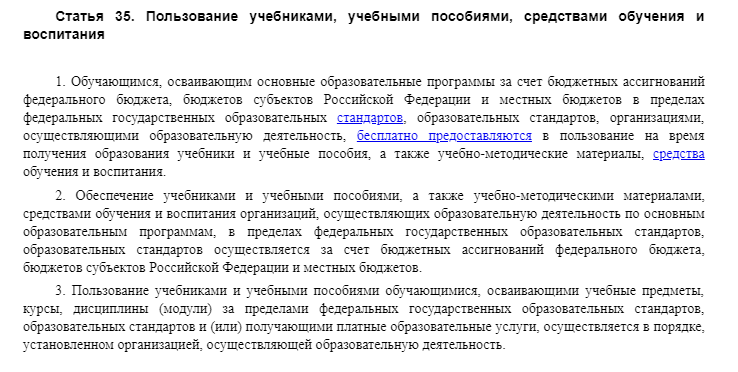 Статья 35. Пользование учебниками, учебными пособиями, средствами обучения и
воспитания
1. Обучающимся, осваивающим основные образовательные программы за счет бюджетных ассигнований
федерального бюджета, бюджетов субъектов Российской Федерации и местных бюджетов в пределах
федеральных государственных образовательных стандартов, образовательных стандартов, организациями,
осуществляющими образовательную деятельность, бесплатно предоставляются в пользование на время
получения образования учебники и учебные пособия, а также учебно-методические материалы, средства
обучения и воспитания.
2. Обеспечение учебниками и учебными пособиями, а также учебно-методическими материалами,
средствами обучения и воспитания организаций, осуществляющих образовательную деятельность по основным
образовательным программам, в пределах федеральных государственных образовательных стандартов,
образовательных стандартов осуществляется за счет бюджетных ассигнований федерального бюджета,
бюджетов субъектов Российской Федерации и местных бюджетов.
3. Пользование учебниками и учебными пособиями обучающимися, осваивающими учебные предметы,
курсы, дисциплины (модули) за пределами федеральных государственных образовательных стандартов,
образовательных стандартов и (или) получающими платные образовательные услуги, осуществляется в порядке,
установленном организацией, осуществляющей образовательную деятельность.